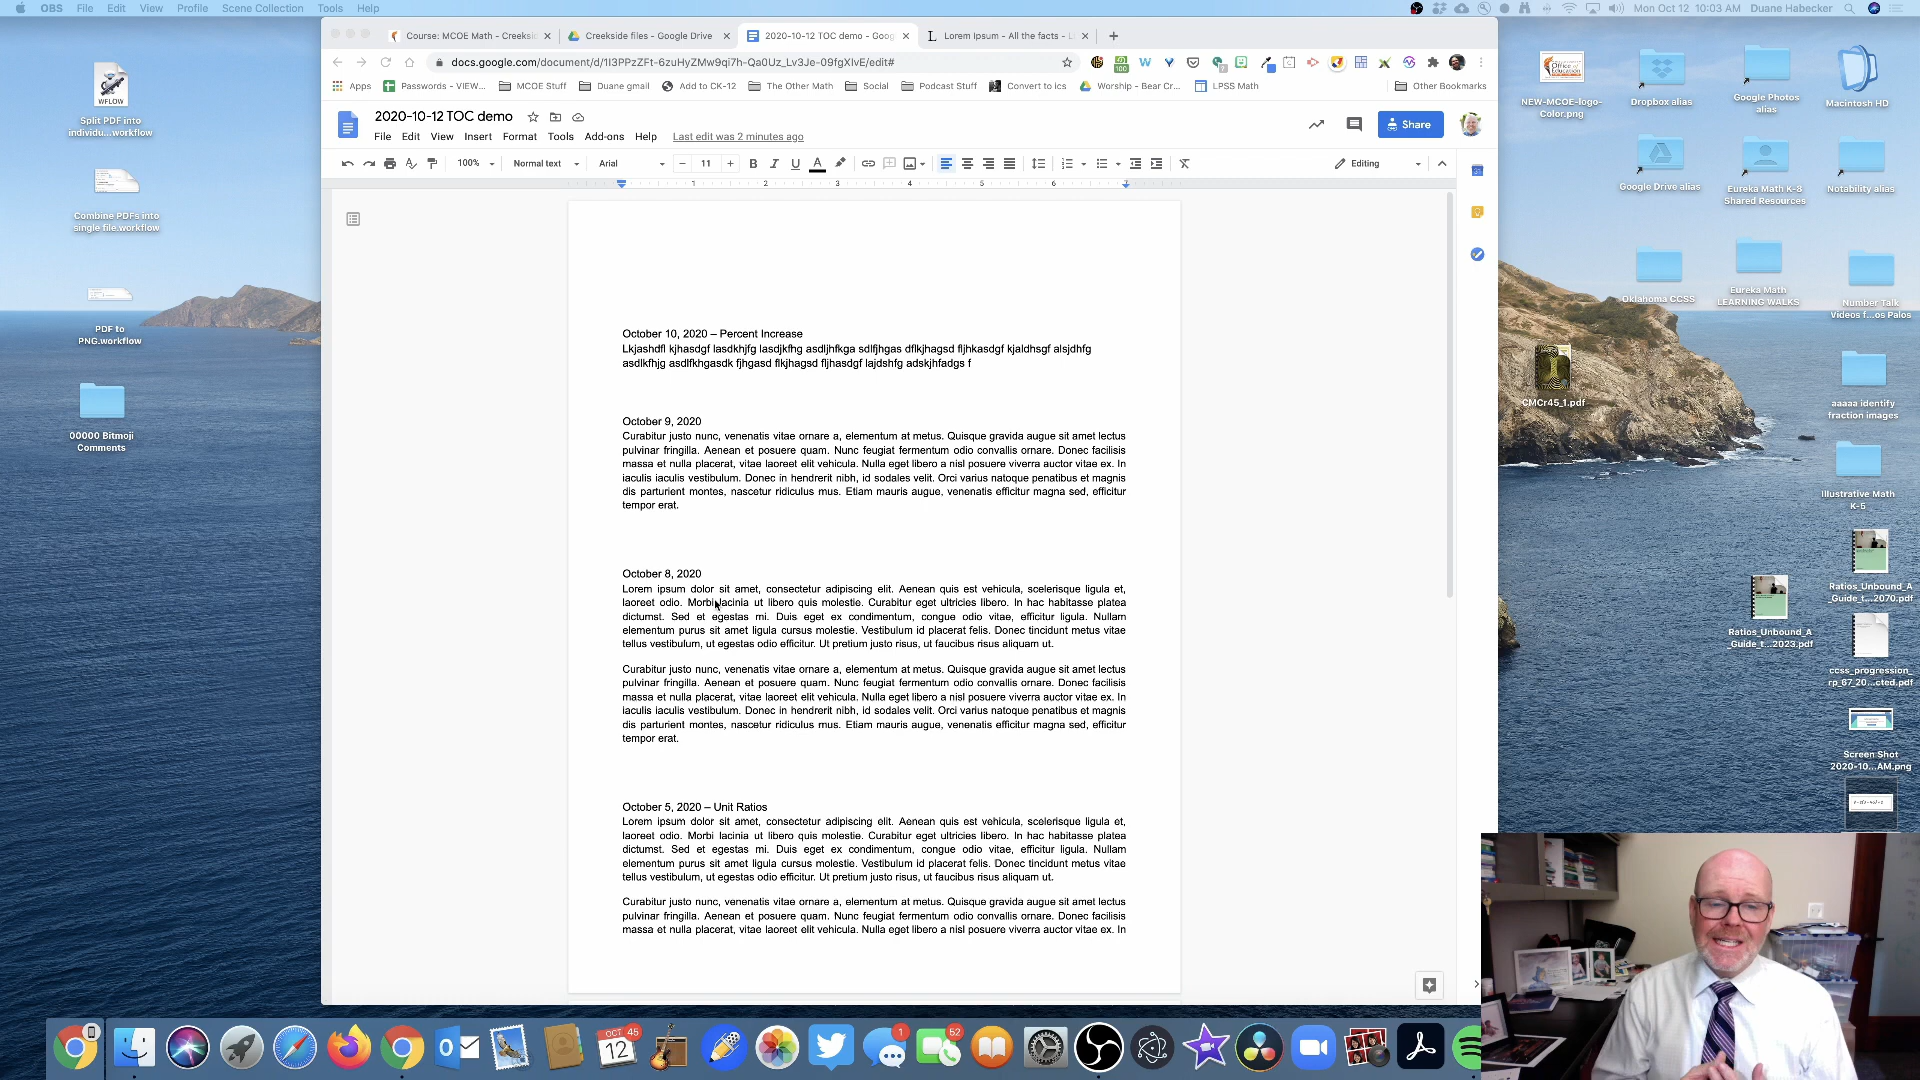 OBS File Edit View Profile Scene Collection Tools Help
Mon Oct 12 10:03 AM Duane Habecker
Course: MCOE Math - Creeksi
Creekside files - Google Drive
2020-10-12 TOC demo - Goog
Lorem Ipsum - All the facts - L
docs.google.com/document/d/1I3PPzZFt-6zuHyZMw9qi7h-Qa0Uz_Lv3Je-09fgXIvE/edit#
Apps
Passwords - VIEW...
MCOE Stuff
Duane gmail
Add to CK-12
The Other Math
Social
Podcast Stuff
Convert to ics
Worship - Bear Cr...
LPSS Math
Other Bookmarks
2020-10-12 TOC demo
File Edit View Insert Format Tools Add-ons Help
Last edit was 2 minutes ago
Share
100%
Normal text
Arial
11
Editing
1 2 3 4 5 6 7
October 10, 2020 – Percent Increase
Lkjashdfl kjhasdgf lasdkhjfg lasdjkfhg asdljhfkga sdlfjhgas dflkjhagsd fljhkasdgf kjaldhsgf alsjdhfg
asdlkfhjg asdlfkhgasdk fjhgasd flkjhagsd fljhasdgf lajdshfg adskjhfadgs f
October 9, 2020
Curabitur justo nunc, venenatis vitae ornare a, elementum at metus. Quisque gravida augue sit amet lectus
pulvinar fringilla. Aenean et posuere quam. Nunc feugiat fermentum odio convallis ornare. Donec facilisis
massa et nulla placerat, vitae laoreet elit vehicula. Nulla eget libero a nisl posuere viverra auctor vitae ex. In
iaculis iaculis vestibulum. Donec in hendrerit nibh, id sodales velit. Orci varius natoque penatibus et magnis
dis parturient montes, nascetur ridiculus mus. Etiam mauris augue, venenatis efficitur magna sed, efficitur
tempor erat.
October 8, 2020
Lorem ipsum dolor sit amet, consectetur adipiscing elit. Aenean quis est vehicula, scelerisque ligula et,
laoreet odio. Morbi lacinia ut libero quis molestie. Curabitur eget ultricies libero. In hac habitasse platea
dictumst. Sed et egestas mi. Duis eget ex condimentum, congue odio vitae, efficitur ligula. Nullam
elementum purus sit amet ligula cursus molestie. Vestibulum id placerat felis. Donec tincidunt metus vitae
tellus vestibulum, ut egestas odio efficitur. Ut pretium justo risus, ut faucibus risus aliquam ut.
Curabitur justo nunc, venenatis vitae ornare a, elementum at metus. Quisque gravida augue sit amet lectus
pulvinar fringilla. Aenean et posuere quam. Nunc feugiat fermentum odio convallis ornare. Donec facilisis
massa et nulla placerat, vitae laoreet elit vehicula. Nulla eget libero a nisl posuere viverra auctor vitae ex. In
iaculis iaculis vestibulum. Donec in hendrerit nibh, id sodales velit. Orci varius natoque penatibus et magnis
dis parturient montes, nascetur ridiculus mus. Etiam mauris augue, venenatis efficitur magna sed, efficitur
tempor erat.
October 5, 2020 – Unit Ratios
Lorem ipsum dolor sit amet, consectetur adipiscing elit. Aenean quis est vehicula, scelerisque ligula et,
laoreet odio. Morbi lacinia ut libero quis molestie. Curabitur eget ultricies libero. In hac habitasse platea
dictumst. Sed et egestas mi. Duis eget ex condimentum, congue odio vitae, efficitur ligula. Nullam
elementum purus sit amet ligula cursus molestie. Vestibulum id placerat felis. Donec tincidunt metus vitae
tellus vestibulum, ut egestas odio efficitur. Ut pretium justo risus, ut faucibus risus aliquam ut.
Curabitur justo nunc, venenatis vitae ornare a, elementum at metus. Quisque gravida augue sit amet lectus
pulvinar fringilla. Aenean et posuere quam. Nunc feugiat fermentum odio convallis ornare. Donec facilisis
massa et nulla placerat, vitae laoreet elit vehicula. Nulla eget libero a nisl posuere viverra auctor vitae ex. In
WFLOW
Split PDF into
individu...workflow
Combine PDFs into
single file.workflow
PDF to
PNG.workflow
00000 Bitmoji
Comments
NEW-MCOE-logo-
Color.png
Dropbox alias
Google Photos
alias
Macintosh HD
Google Drive alias
Eureka Math K-8
Shared Resources
Notability alias
Oklahoma CCSS
Eureka Math
LEARNING WALKS
Number Talk
Videos f...os Palos
CMCr45_1.pdf
aaaaa identify
fraction images
Illustrative Math
K-5
Ratios_Unbound_A
_Guide_t...2070.pdf
Ratios_Unbound_A
_Guide_t...2023.pdf
ccss_progression_
rp_67_20...cted.pdf
Screen Shot
2020-10...AM.png
OCT 45
12
1
52